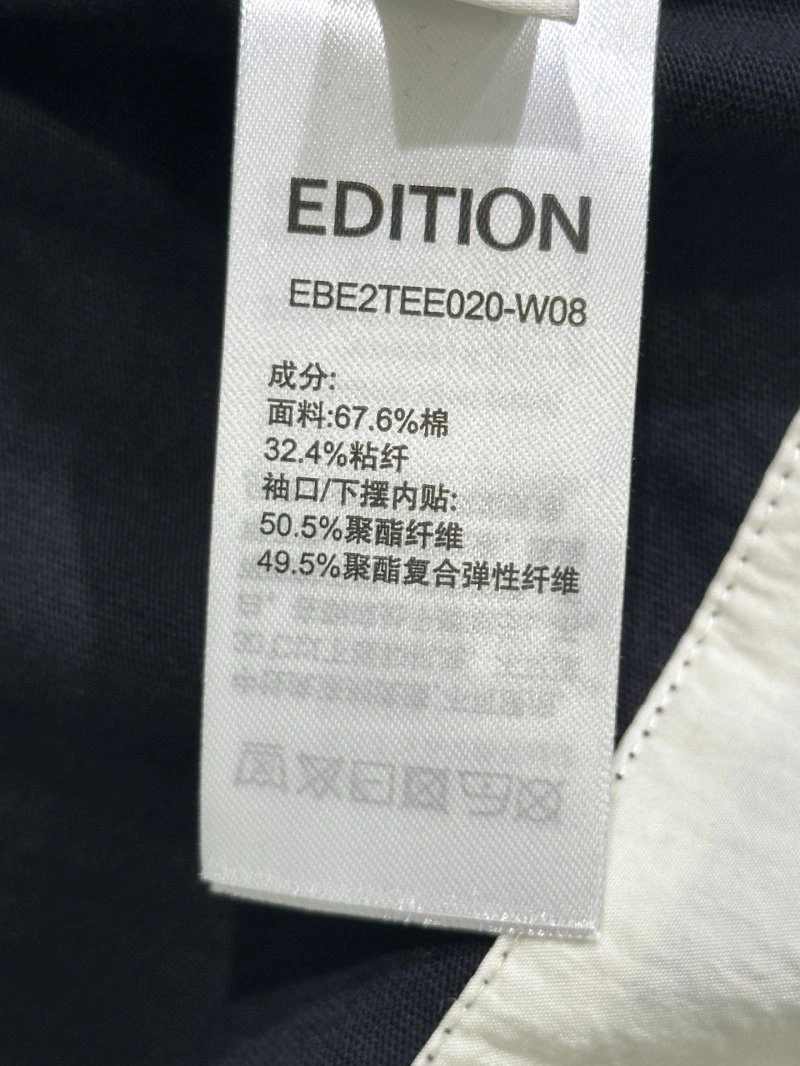 EDITION
EBE2TEE020-W08
成分:
面料:67.6%棉
32.4%粘纤
袖口/下摆内贴:
50.5%聚酯纤维
49.5%聚酯复合弹性纤维